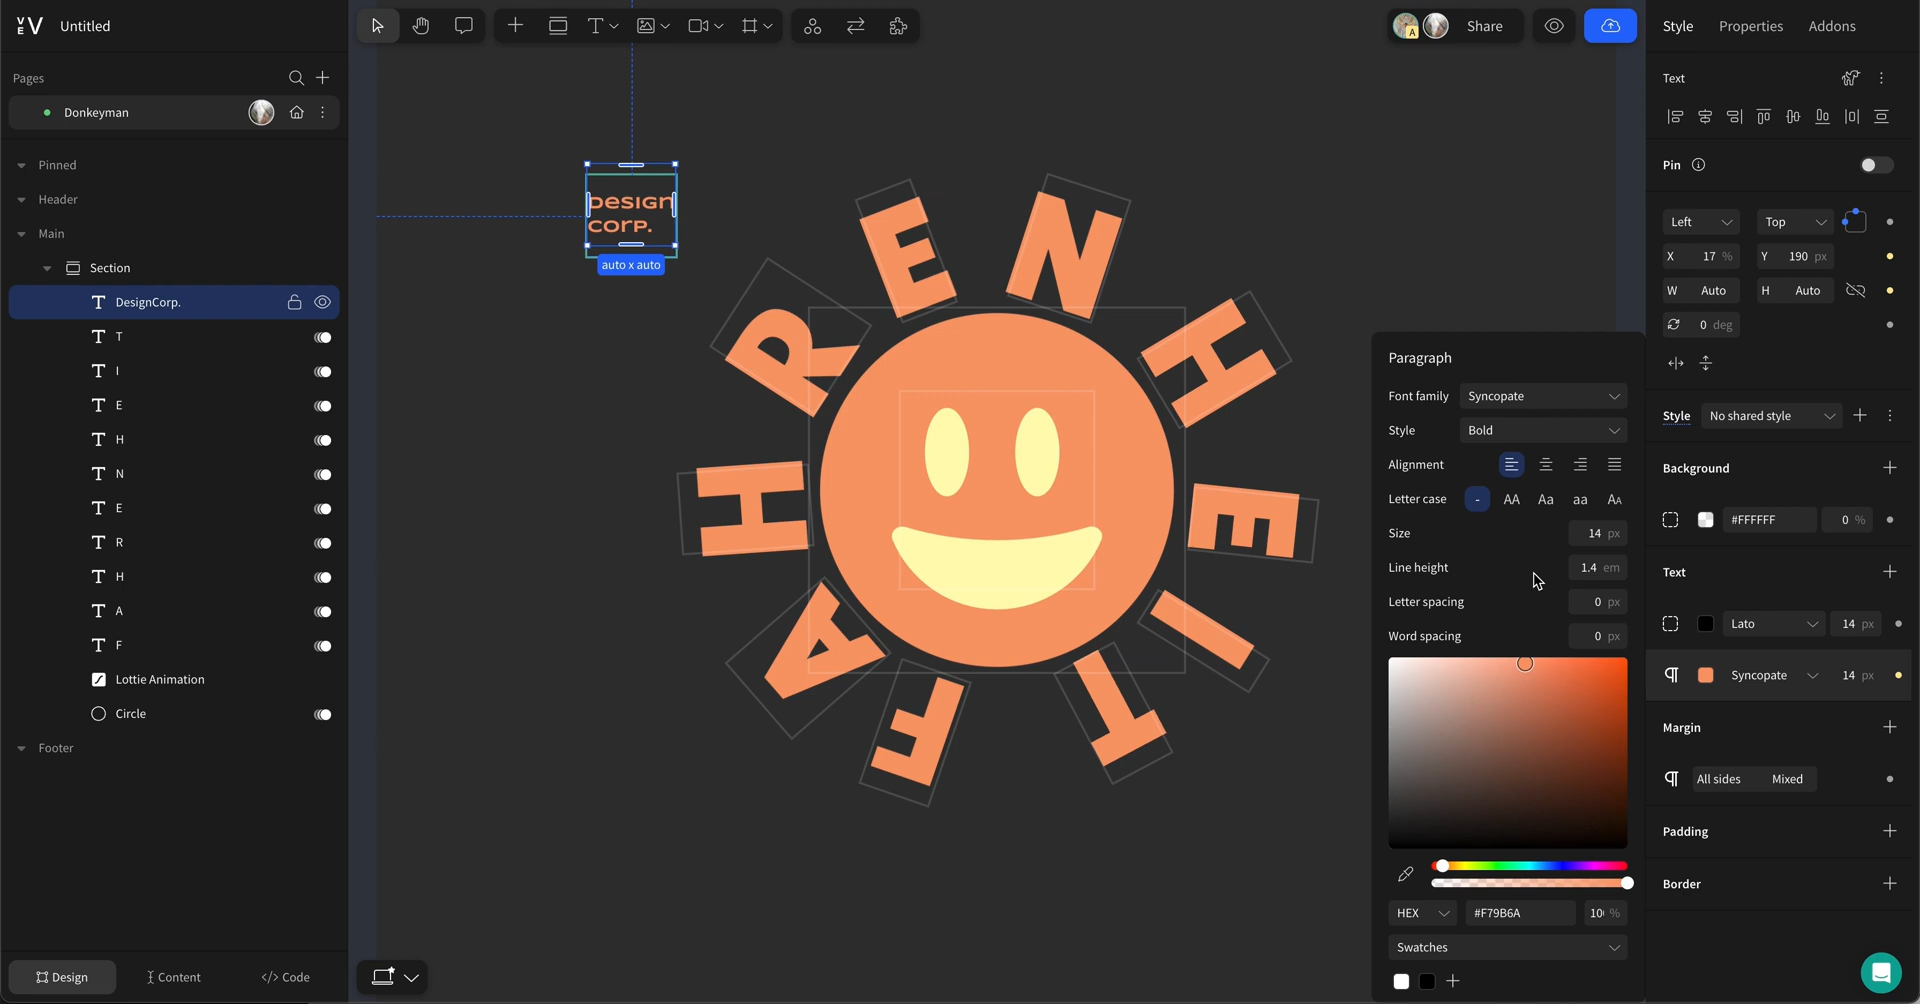 Untitled
Pages
Donkeyman
Pinned
Header
Main
Section
DesignCorp.
T
I
E
H
N
E
R
H
A
F
Lottie Animation
Circle
Footer
Design
Content
</> Code
T
A
Share
DESIGN
CORP.
auto x auto
F
A
H
R
E
N
H
E
I
T
Paragraph
Font family Syncopate
Style Bold
Alignment
Letter case - AA Aa aa AA
Size 14 px
Line height 1.4 em
Letter spacing 0 px
Word spacing 0 px
HEX #F79B6A 10 %
Swatches
Style Properties Addons
Text
Pin
Left Top
X 17 % Y 190 px
W Auto H Auto
0 deg
Style No shared style
Background
#FFFFFF 0 %
Text
Lato 14 px
Syncopate 14 px
Margin
All sides Mixed
Padding
Border